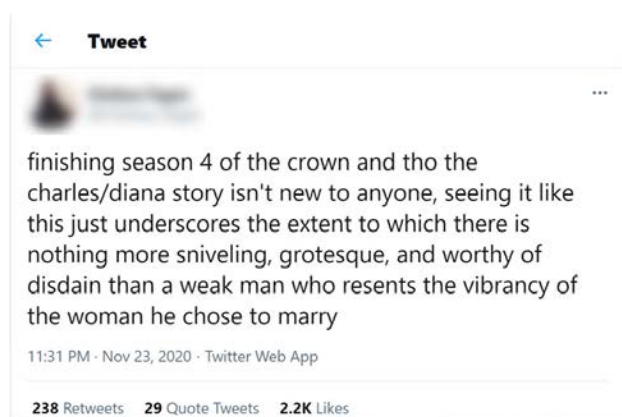 Tweet
finishing season 4 of the crown and tho the
charles/diana story isn't new to anyone, seeing it like
this just underscores the extent to which there is
nothing more sniveling, grotesque, and worthy of
disdain than a weak man who resents the vibrancy of
the woman he chose to marry
11:31 PM · Nov 23, 2020 · Twitter Web App
238 Retweets 29 Quote Tweets 2.2K Likes